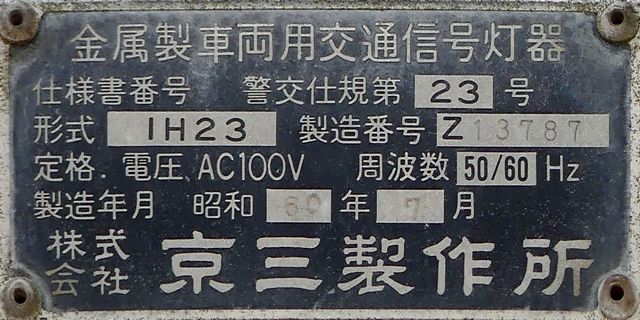 金属製車両用交通信号灯器
仕様書番号 警交仕規第 23 号
形式 1H23 製造番号 Z13787
定格.電圧 AC100V 周波数 50/60 Hz
製造年月 昭和 60 年 7 月
株式会社 京三製作所